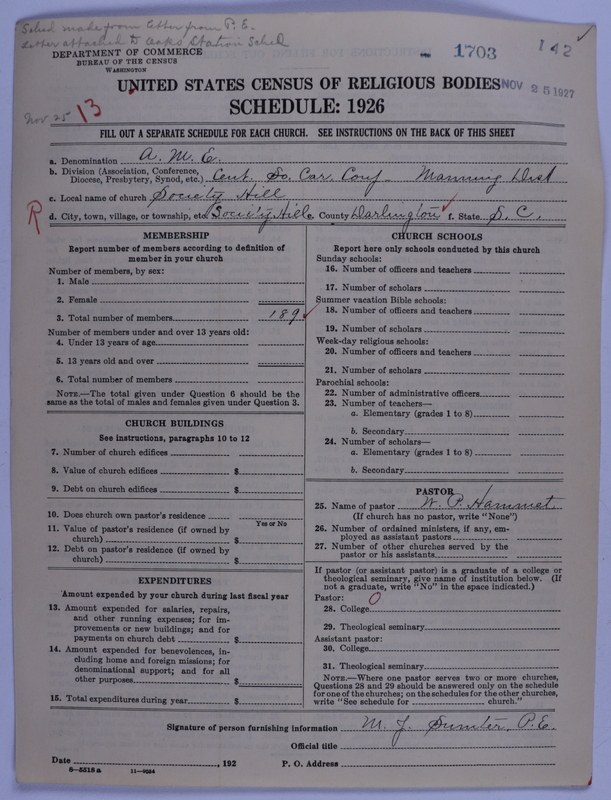 Sched made from letter from P. E.
letter attached to Oaks Station Sched
DEPARTMENT OF COMMERCE
BUREAU OF THE CENSUS
WASHINGTON
1703
142
UNITED STATES CENSUS OF RELIGIOUS BODIES
NOV 25 1927
SCHEDULE: 1926
Nov 25
13
FILL OUT A SEPARATE SCHEDULE FOR EACH CHURCH. SEE INSTRUCTIONS ON THE BACK OF THIS SHEET
a. Denomination A. M. E.
b. Division (Association, Conference, Diocese, Presbytery, Synod, etc.) Cent. So. Car. Conf. Manning Dist
c. Local name of church Society Hill
R
d. City, town, village, or township, etc. Society Hill e. County Darlington f. State S. C.
MEMBERSHIP
Report number of members according to definition of
member in your church
Number of members, by sex:
1. Male
2. Female
3. Total number of members 189
Number of members under and over 13 years old:
4. Under 13 years of age
5. 13 years old and over
6. Total number of members
NOTE.—The total given under Question 6 should be
same as the total of males and females given under Question 3.
CHURCH BUILDINGS
See instructions, paragraphs 10 to 12
7. Number of church edifices
8. Value of church edifices $
9. Debt on church edifices $
10. Does church own pastor's residence
Yes or No
11. Value of pastor's residence (if owned by
church) $
12. Debt on pastor's residence (if owned by
church) $
EXPENDITURES
Amount expended by your church during last fiscal year
13. Amount expended for salaries, repairs,
and other running expenses; for im-
provements or new buildings; and for
payments on church debt $
14. Amount expended for benevolences, in-
cluding home and foreign missions; for
denominational support; and for all
other purposes $
15. Total expenditures during year $
CHURCH SCHOOLS
Report here only schools conducted by this church
Sunday schools:
16. Number of officers and teachers
17. Number of scholars
Summer vacation Bible schools:
18. Number of officers and teachers
19. Number of scholars
Week-day religious schools:
20. Number of officers and teachers
21. Number of scholars
Parochial schools:
22. Number of administrative officers
23. Number of teachers—
a. Elementary (grades 1 to 8)
b. Secondary
24. Number of scholars—
a. Elementary (grades 1 to 8)
b. Secondary
PASTOR
25. Name of pastor W. P. Hammet
(If church has no pastor, write "None")
26. Number of ordained ministers, if any, em-
ployed as assistant pastors
27. Number of other churches served by the
pastor or his assistants
If pastor (or assistant pastor) is a graduate of a college or
theological seminary, give name of institution below. (If
not a graduate, write "No" in the space indicated.)
Pastor: O
28. College
29. Theological seminary
Assistant pastor:
30. College
31. Theological seminary
NOTE.—Where one pastor serves two or more churches,
Questions 28 and 29 should be answered only on the schedule
for one of the churches; on the schedules for the other churches,
write "See schedule for church."
Signature of person furnishing information M. J. Sumter, P.E.
Official title
Date , 192 P. O. Address
8—5518 a 11—9054